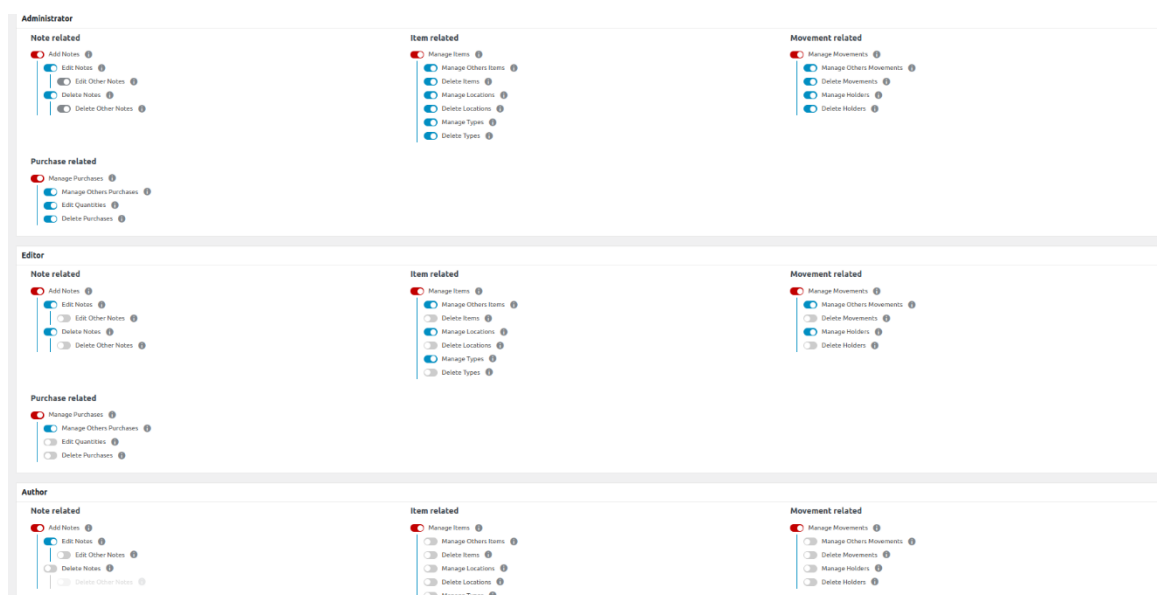 Administrator
Note related
Add Notes
Edit Notes
Edit Other Notes
Delete Notes
Delete Other Notes
Item related
Manage Items
Manage Others Items
Delete Items
Manage Locations
Delete Locations
Manage Types
Delete Types
Movement related
Manage Movements
Manage Others Movements
Delete Movements
Manage Holders
Delete Holders
Purchase related
Manage Purchases
Manage Others Purchases
Edit Quantities
Delete Purchases
Editor
Note related
Add Notes
Edit Notes
Edit Other Notes
Delete Notes
Delete Other Notes
Item related
Manage Items
Manage Others Items
Delete Items
Manage Locations
Delete Locations
Manage Types
Delete Types
Movement related
Manage Movements
Manage Others Movements
Delete Movements
Manage Holders
Delete Holders
Purchase related
Manage Purchases
Manage Others Purchases
Edit Quantities
Delete Purchases
Author
Note related
Add Notes
Edit Notes
Edit Other Notes
Delete Notes
Delete Other Notes
Item related
Manage Items
Manage Others Items
Delete Items
Manage Locations
Delete Locations
Manage Types
Movement related
Manage Movements
Manage Others Movements
Delete Movements
Manage Holders
Delete Holders